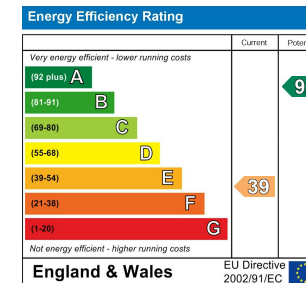 Energy Efficiency Rating
Current
Very energy efficient - lower running costs
(92 plus) A
(81-91) B
(69-80) C
(55-68) D
(39-54) E
39
(21-38) F
(1-20) G
Not energy efficient - higher running costs
England & Wales
EU Directive
2002/91/EC